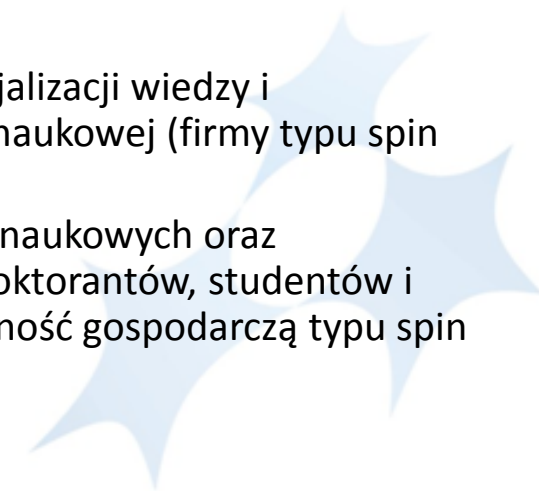 jalizacji wiedzy i
naukowej (firmy typu spin
naukowych oraz
oktorantów, studentów i
ność gospodarczą typu spin